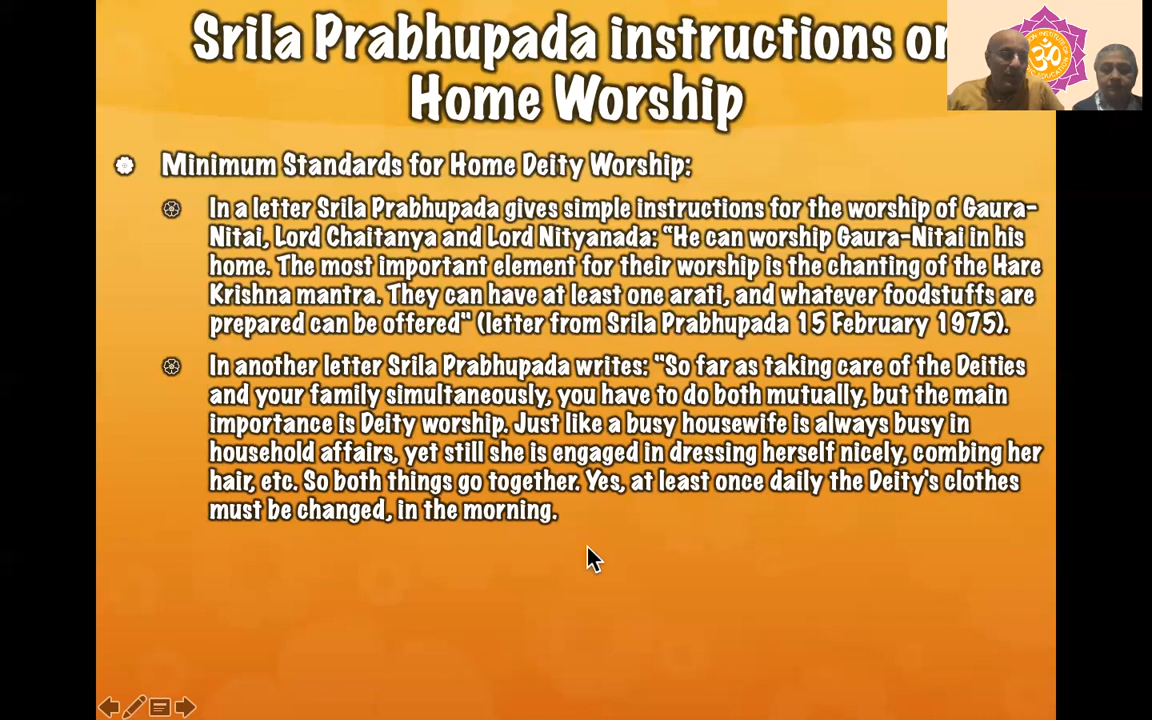 Srila Prabhupada instructions on
Home Worship
Minimum Standards for Home Deity Worship:
In a letter Srila Prabhupada gives simple instructions for the worship of Gaura-
Nitai, Lord Chaitanya and Lord Nityanada: "He can worship Gaura-Nitai in his
home. The most important element for their worship is the chanting of the Hare
Krishna mantra. They can have at least one arati, and whatever foodstuffs are
prepared can be offered" (letter from Srila Prabhupada 15 February 1975).
In another letter Srila Prabhupada writes: "So far as taking care of the Deities
and your family simultaneously, you have to do both mutually, but the main
importance is Deity worship. Just like a busy housewife is always busy in
household affairs, yet still she is engaged in dressing herself nicely, combing her
hair, etc. So both things go together. Yes, at least once daily the Deity's clothes
must be changed, in the morning.
ॐ